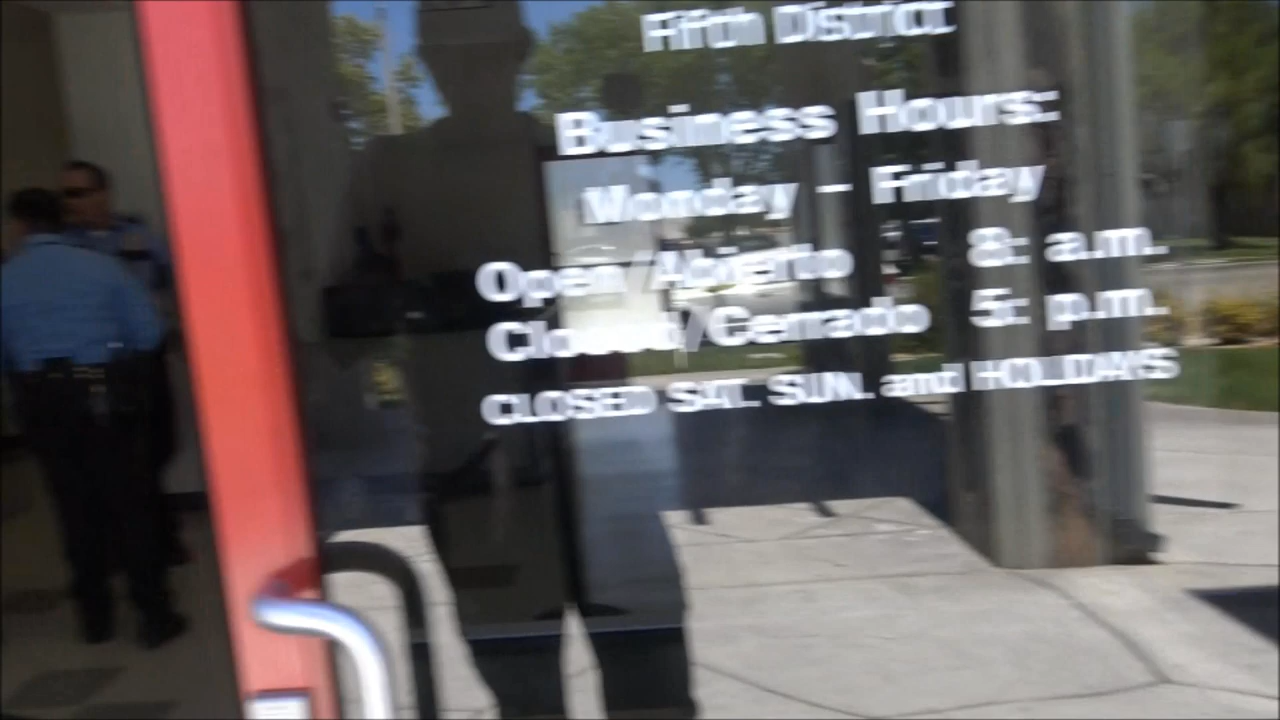 Fifth District
Business Hours:
Monday - Friday
Open/Abierto 8: a.m.
Closed/Cerrado 5: p.m.
CLOSED SAT. SUN. and HOLIDAYS